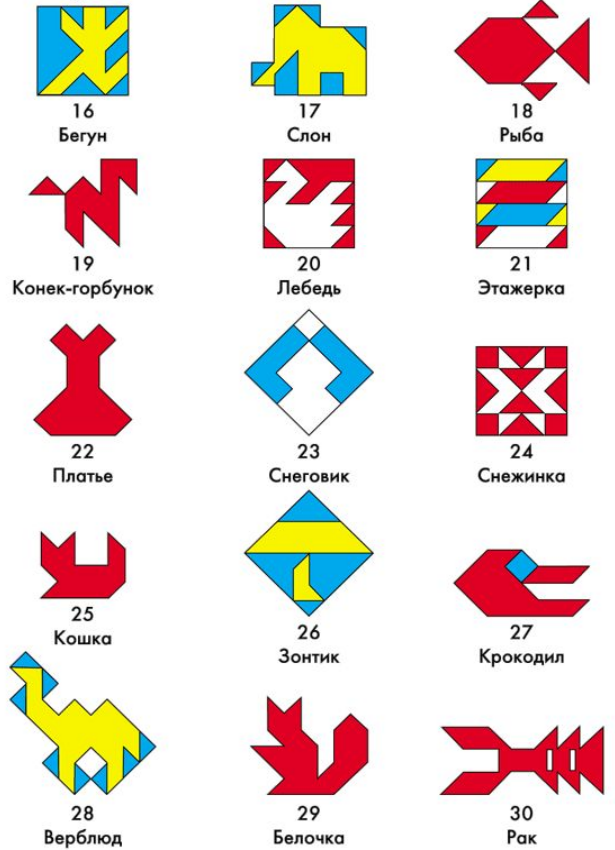 16
Бегун
17
Слон
18
Рыба
19
Конек-горбунок
20
Лебедь
21
Этажерка
22
Платье
23
Снеговик
24
Снежинка
25
Кошка
26
Зонтик
27
Крокодил
28
Верблюд
29
Белочка
30
Рак